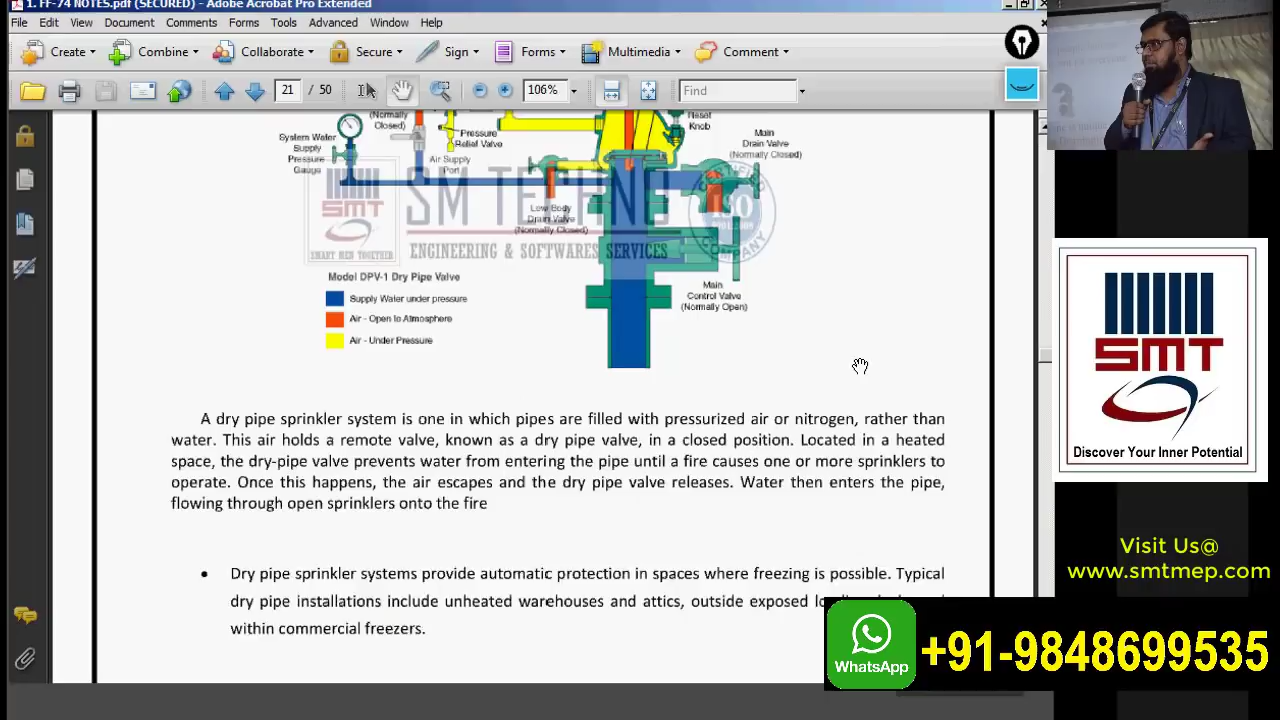 1. FF-74 NOTES.pdf (SECURED) - Adobe Acrobat Pro Extended
File Edit View Document Comments Forms Tools Advanced Window Help
Create Combine Collaborate Secure Sign Forms Multimedia Comment
21 / 50 106% Find
(Normally
Closed)
System Water
Supply
Pressure
Gauge
Pressure
Relief Valve
Air Supply
Port
Reset
Knob
Main
Drain Valve
(Normally Closed)
Low Body
Drain Valve
(Normally Closed)
SMT
SMART MEN TOGETHER
SM TECHNO
ENGINEERING & SOFTWARES SERVICES
ISO
COMPANY
Model DPV-1 Dry Pipe Valve
Supply Water under pressure
Air - Open to Atmosphere
Air - Under Pressure
Main
Control Valve
(Normally Open)
A dry pipe sprinkler system is one in which pipes are filled with pressurized air or nitrogen, rather than
water. This air holds a remote valve, known as a dry pipe valve, in a closed position. Located in a heated
space, the dry-pipe valve prevents water from entering the pipe until a fire causes one or more sprinklers to
operate. Once this happens, the air escapes and the dry pipe valve releases. Water then enters the pipe,
flowing through open sprinklers onto the fire
• Dry pipe sprinkler systems provide automatic protection in spaces where freezing is possible. Typical
dry pipe installations include unheated warehouses and attics, outside exposed
within commercial freezers.
SMT
Discover Your Inner Potential
Visit Us@
www.smtmep.com
WhatsApp
+91-9848699535